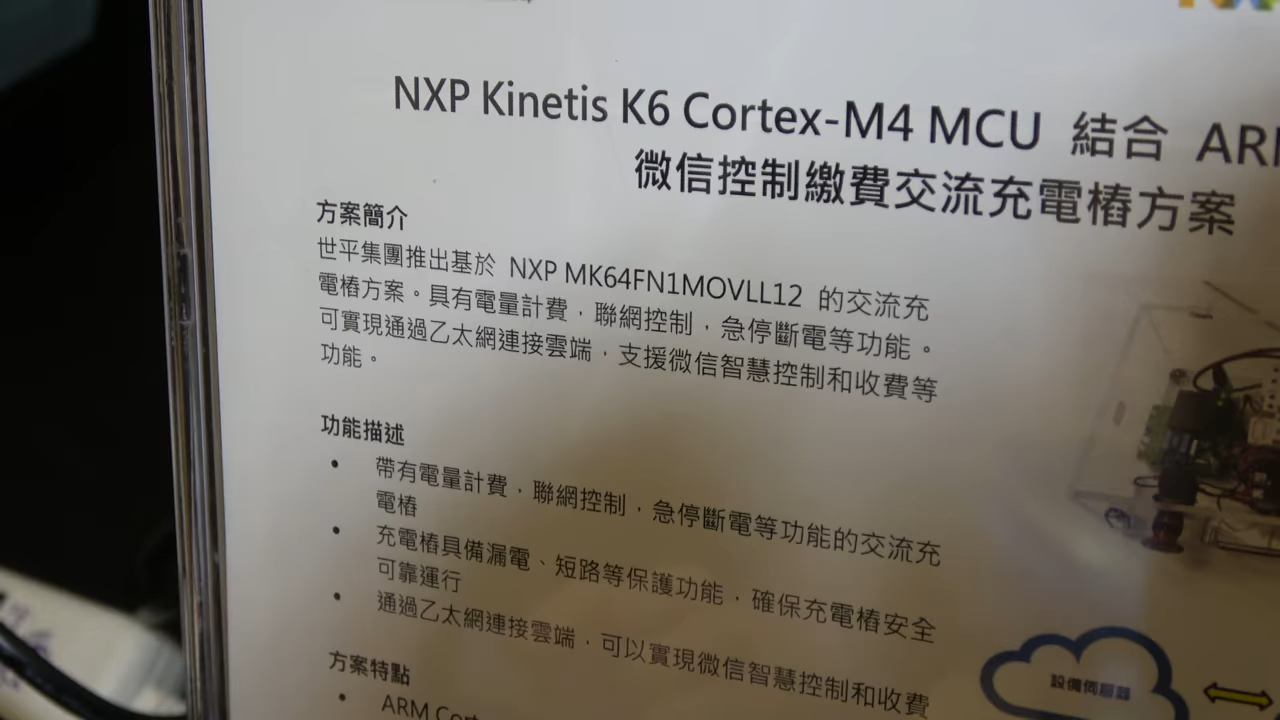 NXP Kinetis K6 Cortex-M4 MCU 結合 ARM
微信控制繳費交流充電樁方案
方案簡介
世平集團推出基於 NXP MK64FN1MOVLL12 的交流充
電樁方案。具有電量計費，聯網控制，急停斷電等功能。
可實現通過乙太網連接雲端，支援微信智慧控制和收費等
功能。
功能描述
• 帶有電量計費，聯網控制，急停斷電等功能的交流充
電樁
• 充電樁具備漏電、短路等保護功能，確保充電樁安全
可靠運行
• 通過乙太網連接雲端，可以實現微信智慧控制和收費
方案特點
• ARM Cort
設備伺服器